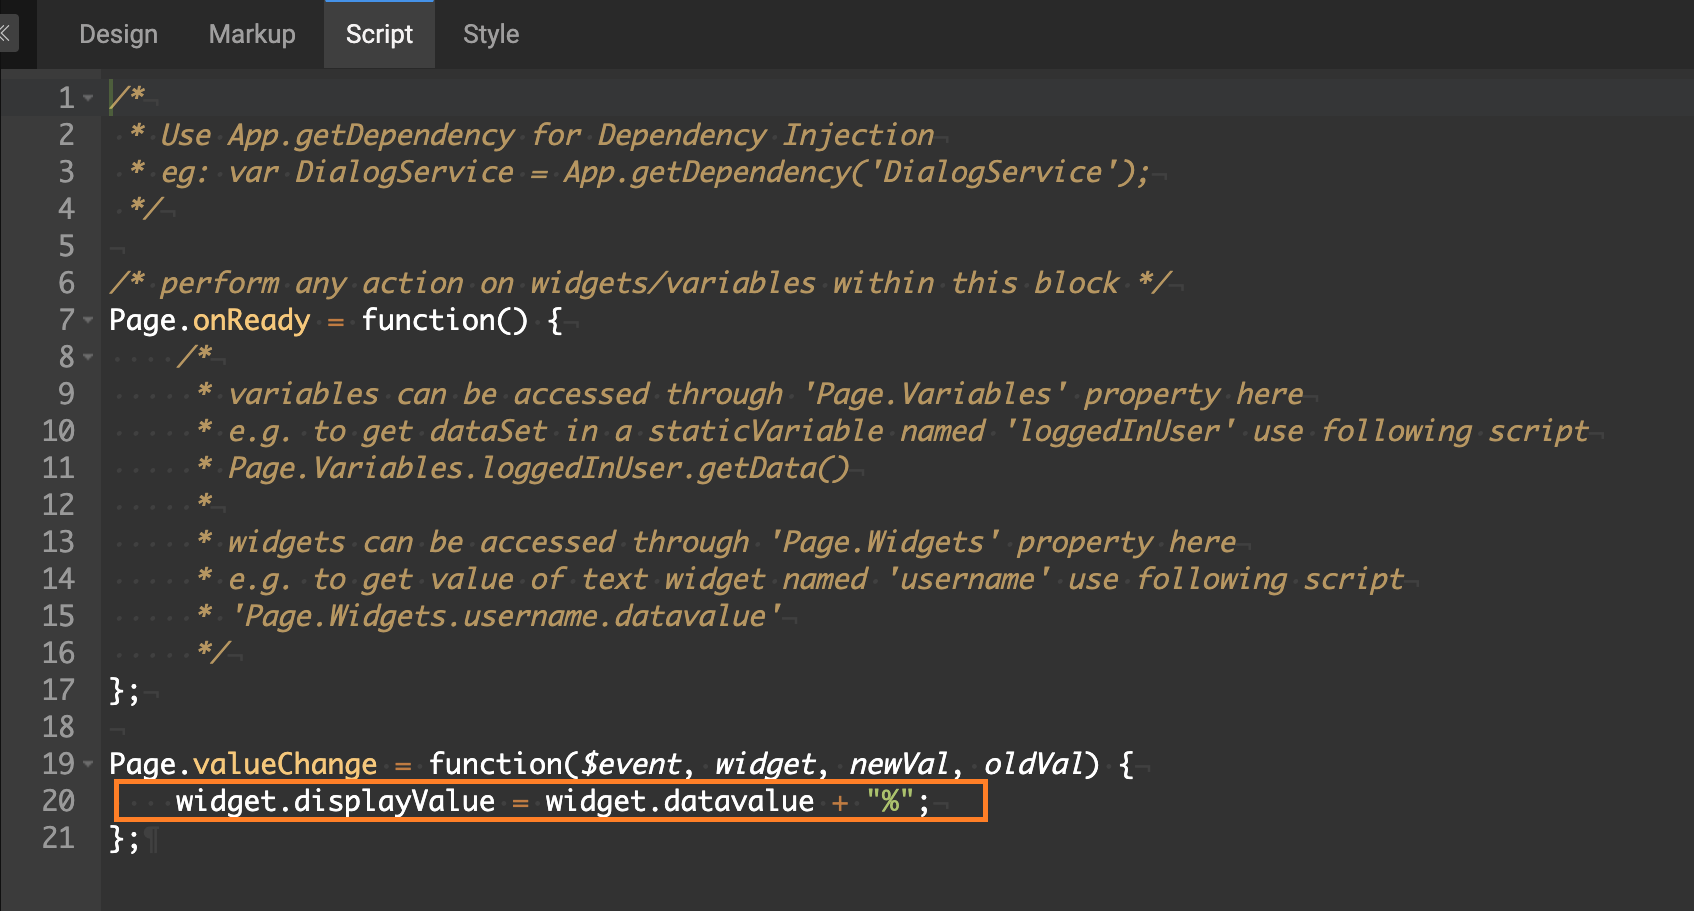 Design Markup Script Style
1 /*
2 * Use App.getDependency for Dependency Injection
3 * eg: var DialogService = App.getDependency('DialogService');
4 */
5
6 /* perform any action on widgets/variables within this block */
7 Page.onReady = function() {
8 /*
9 * variables can be accessed through 'Page.Variables' property here
10 * e.g. to get dataSet in a staticVariable named 'loggedInUser' use following script
11 * Page.Variables.loggedInUser.getData()
12 *
13 * widgets can be accessed through 'Page.Widgets' property here
14 * e.g. to get value of text widget named 'username' use following script
15 * 'Page.Widgets.username.datavalue'
16 */
17 };
18
19 Page.valueChange = function($event, widget, newVal, oldVal) {
20 widget.displayValue = widget.datavalue + "%";
21 };